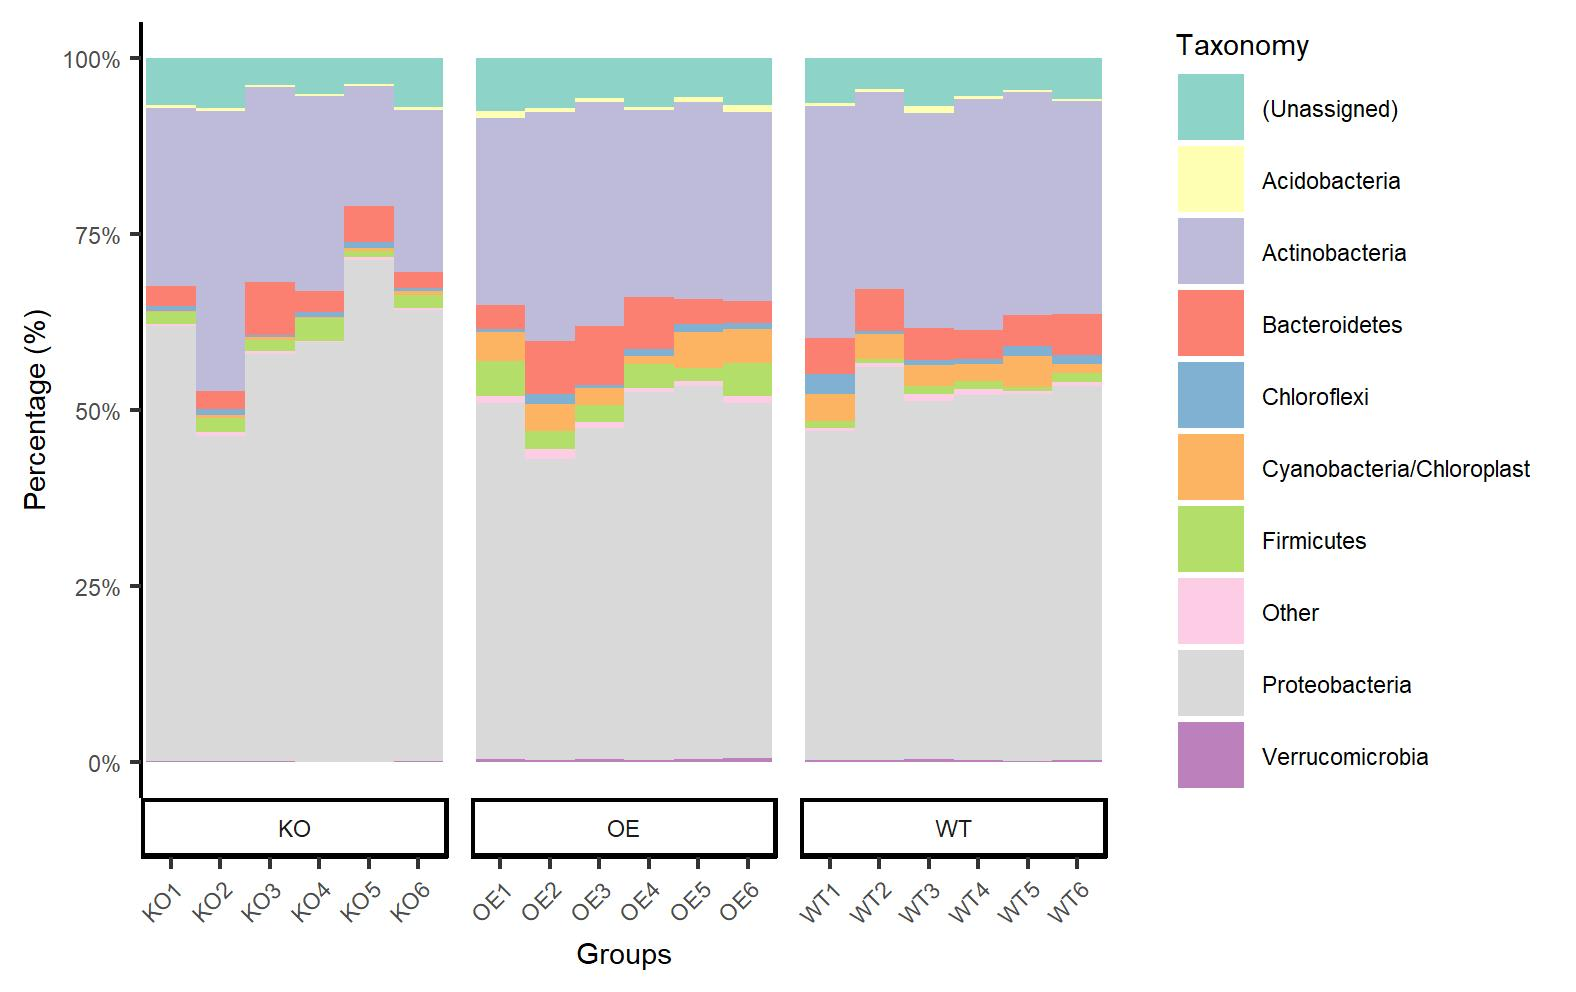 Taxonomy
100%
75%
50%
25%
0%
Percentage (%)
(Unassigned)
Acidobacteria
Actinobacteria
Bacteroidetes
Chloroflexi
Cyanobacteria/Chloroplast
Firmicutes
Other
Proteobacteria
Verrucomicrobia
KO
OE
WT
KO1 KO2 KO3 KO4 KO5 KO6
OE1 OE2 OE3 OE4 OE5 OE6
WT1 WT2 WT3 WT4 WT5 WT6
Groups